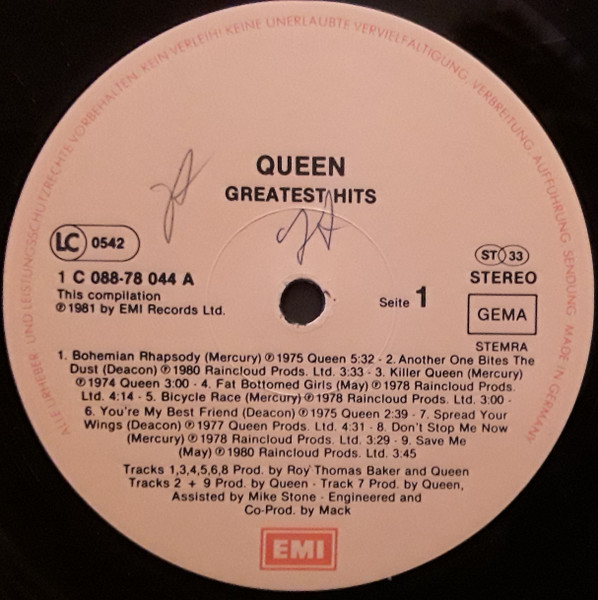 ALLE URHEBER- UND LEISTUNGSSCHUTZRECHTE VORBEHALTEN. KEIN VERLEIH! KEINE UNERLAUBTE VERVIELFÄLTIGUNG, VERBREITUNG, AUFFÜHRUNG, SENDUNG MADE IN GERMANY
QUEEN
GREATEST HITS
LC 0542
1 C 088-78 044 A
This compilation
℗ 1981 by EMI Records Ltd.
Seite 1
ST 33
STEREO
GEMA
STEMRA
1. Bohemian Rhapsody (Mercury) ℗ 1975 Queen 5:32 - 2. Another One Bites The
Dust (Deacon) ℗ 1980 Raincloud Prods. Ltd. 3:33 - 3. Killer Queen (Mercury)
℗ 1974 Queen 3:00 - 4. Fat Bottomed Girls (May) ℗ 1978 Raincloud Prods.
Ltd. 4:14 - 5. Bicycle Race (Mercury) ℗ 1978 Raincloud Prods. Ltd. 3:00 -
6. You're My Best Friend (Deacon) ℗ 1975 Queen 2:39 - 7. Spread Your
Wings (Deacon) ℗ 1977 Queen Prods. Ltd. 4:31 - 8. Don't Stop Me Now
(Mercury) ℗ 1978 Raincloud Prods. Ltd. 3:29 - 9. Save Me
(May) ℗ 1980 Raincloud Prods. Ltd. 3:45
Tracks 1,3,4,5,6,8 Prod. by Roy Thomas Baker and Queen
Tracks 2 + 9 Prod. by Queen - Track 7 Prod. by Queen,
Assisted by Mike Stone - Engineered and
Co-Prod. by Mack
EMI